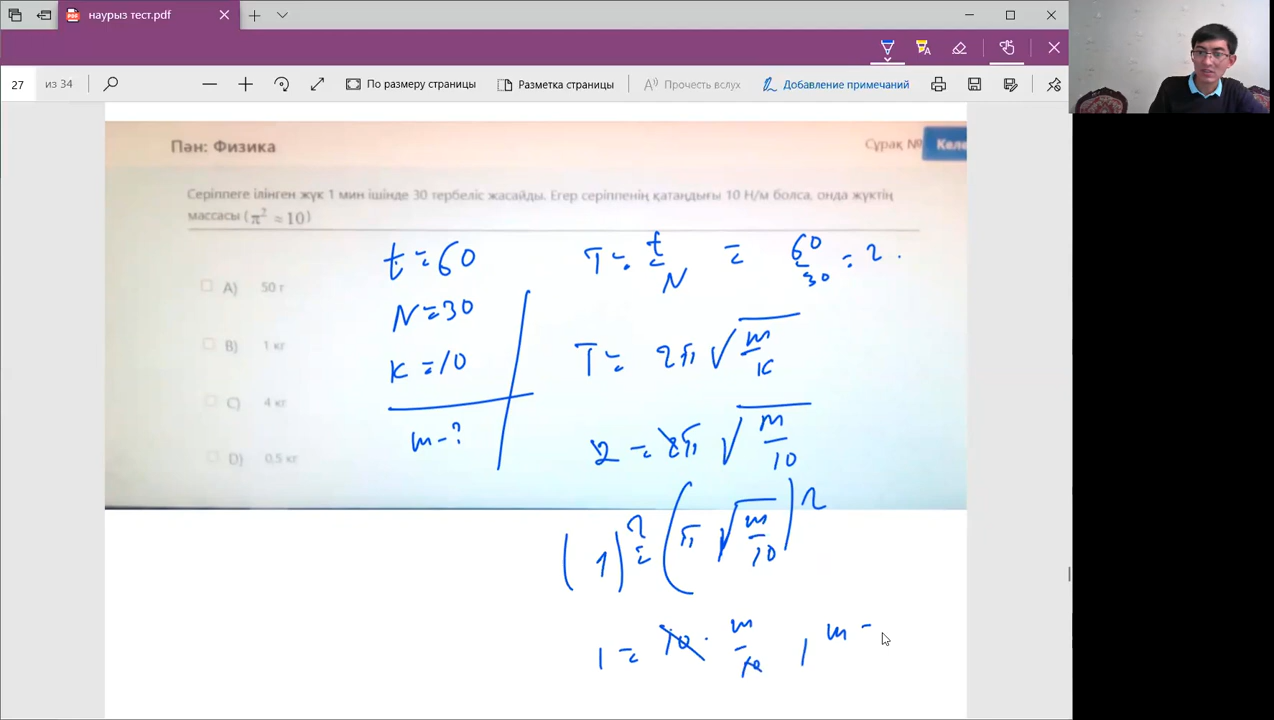 наурыз тест.pdf
27 из 34
По размеру страницы
Разметка страницы
Прочесть вслух
Добавление примечаний
Пән: Физика
Сұрақ №
Келе
Серіппеге ілінген жүк 1 мин ішінде 30 тербеліс жасайды. Егер серіппенің қатаңдығы 10 Н/м болса, онда жүктің
массасы (π² ≈ 10)
A) 50 г
B) 1 кг
C) 4 кг
D) 0,5 кг
t = 60
N = 30
K = 10
m - ?
T = t/N = 60/30 = 2.
T = 2π √(m/k)
2 = 2π √(m/10)
(1)² = (π √(m/10))²
1 = 10 · m/10 , m =